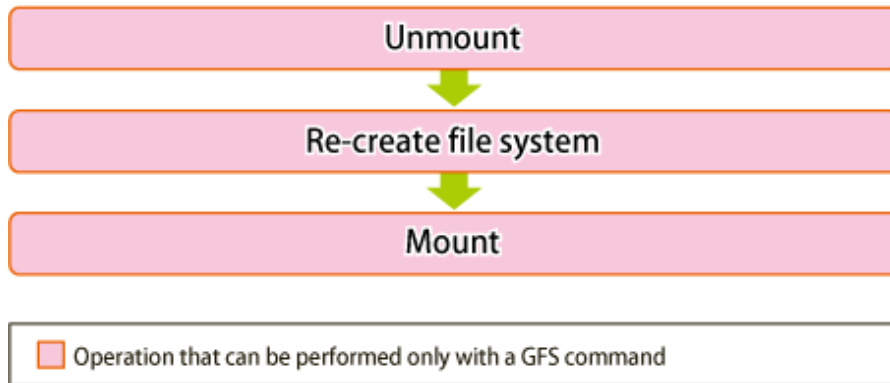 Unmount
Re-create file system
Mount
Operation that can be performed only with a GFS command